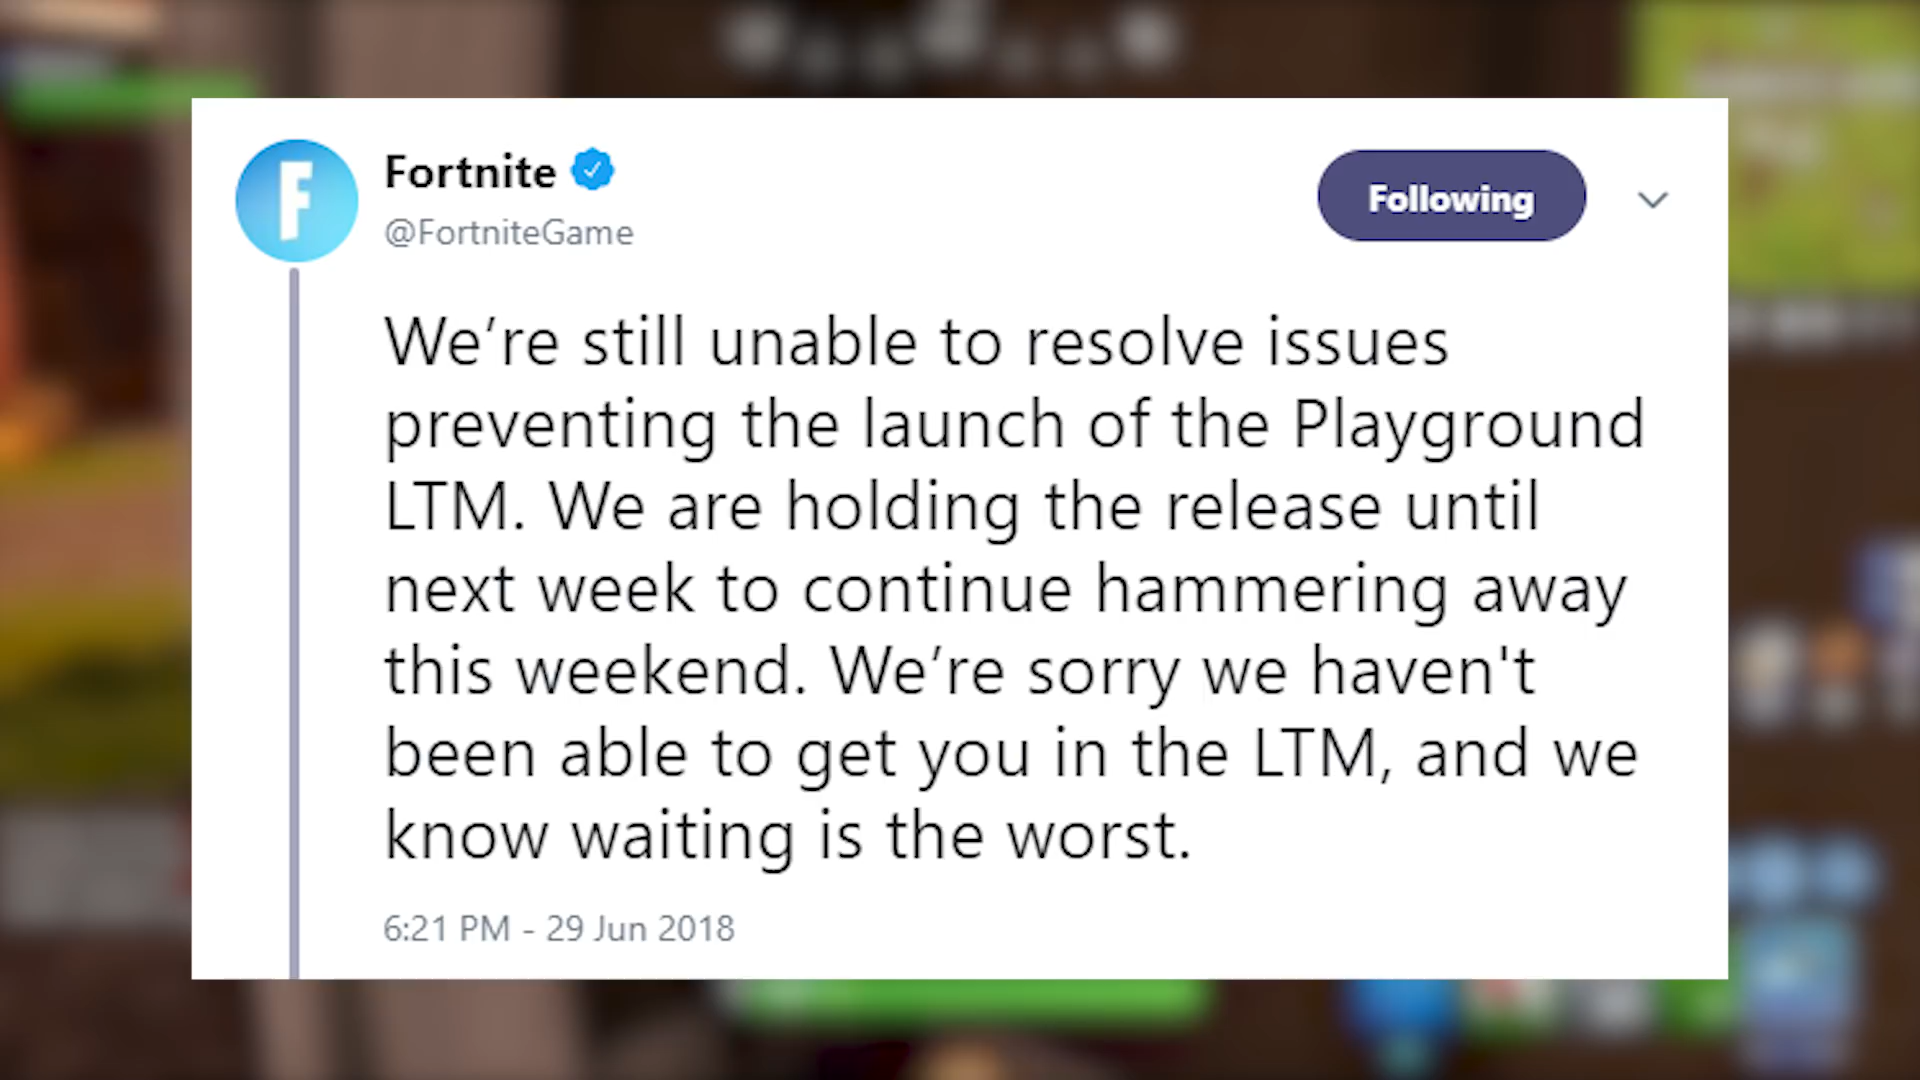 F
Fortnite
@FortniteGame
Following
We’re still unable to resolve issues
preventing the launch of the Playground
LTM. We are holding the release until
next week to continue hammering away
this weekend. We’re sorry we haven't
been able to get you in the LTM, and we
know waiting is the worst.
6:21 PM - 29 Jun 2018